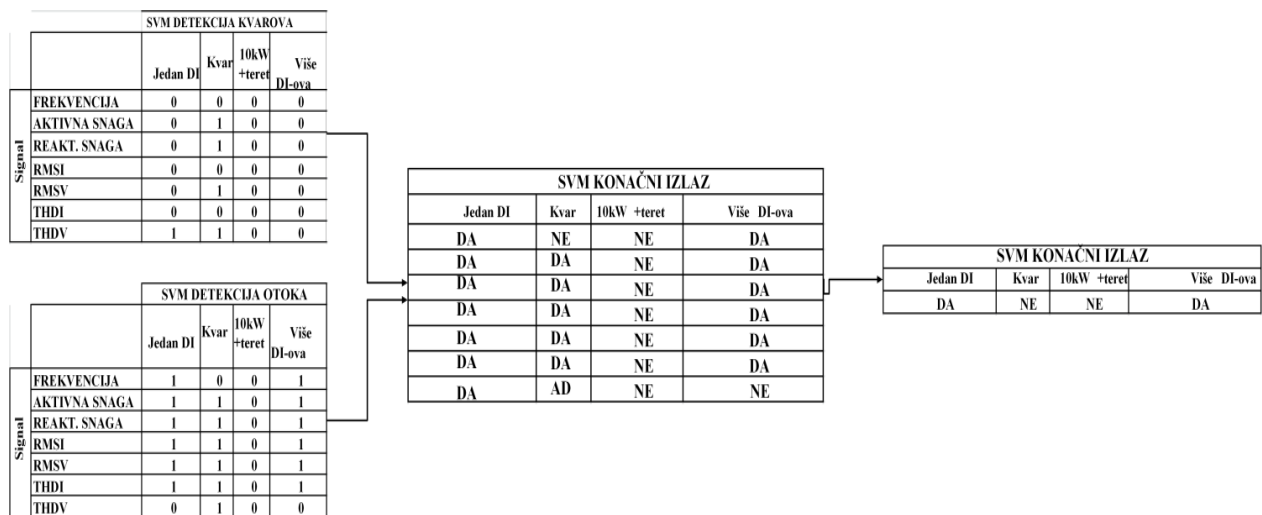 SVM DETEKCIJA KVAROVA
Jedan DI Kvar 10kW +teret Više DI-ova
Signal
FREKVENCIJA 0 0 0 0
AKTIVNA SNAGA 0 1 0 0
REAKT. SNAGA 0 1 0 0
RMSI 0 0 0 0
RMSV 0 1 0 0
THDI 0 0 0 0
THDV 1 1 0 0
SVM DETEKCIJA OTOKA
Jedan DI Kvar 10kW +teret Više DI-ova
Signal
FREKVENCIJA 1 0 0 1
AKTIVNA SNAGA 1 1 0 1
REAKT. SNAGA 1 1 0 1
RMSI 1 1 0 1
RMSV 1 1 0 1
THDI 1 1 0 1
THDV 0 1 0 0
SVM KONAČNI IZLAZ
Jedan DI Kvar 10kW +teret Više DI-ova
DA NE NE DA
DA DA NE DA
DA DA NE DA
DA DA NE DA
DA DA NE DA
DA DA NE DA
DA AD NE NE
SVM KONAČNI IZLAZ
Jedan DI Kvar 10kW +teret Više DI-ova
DA NE NE DA